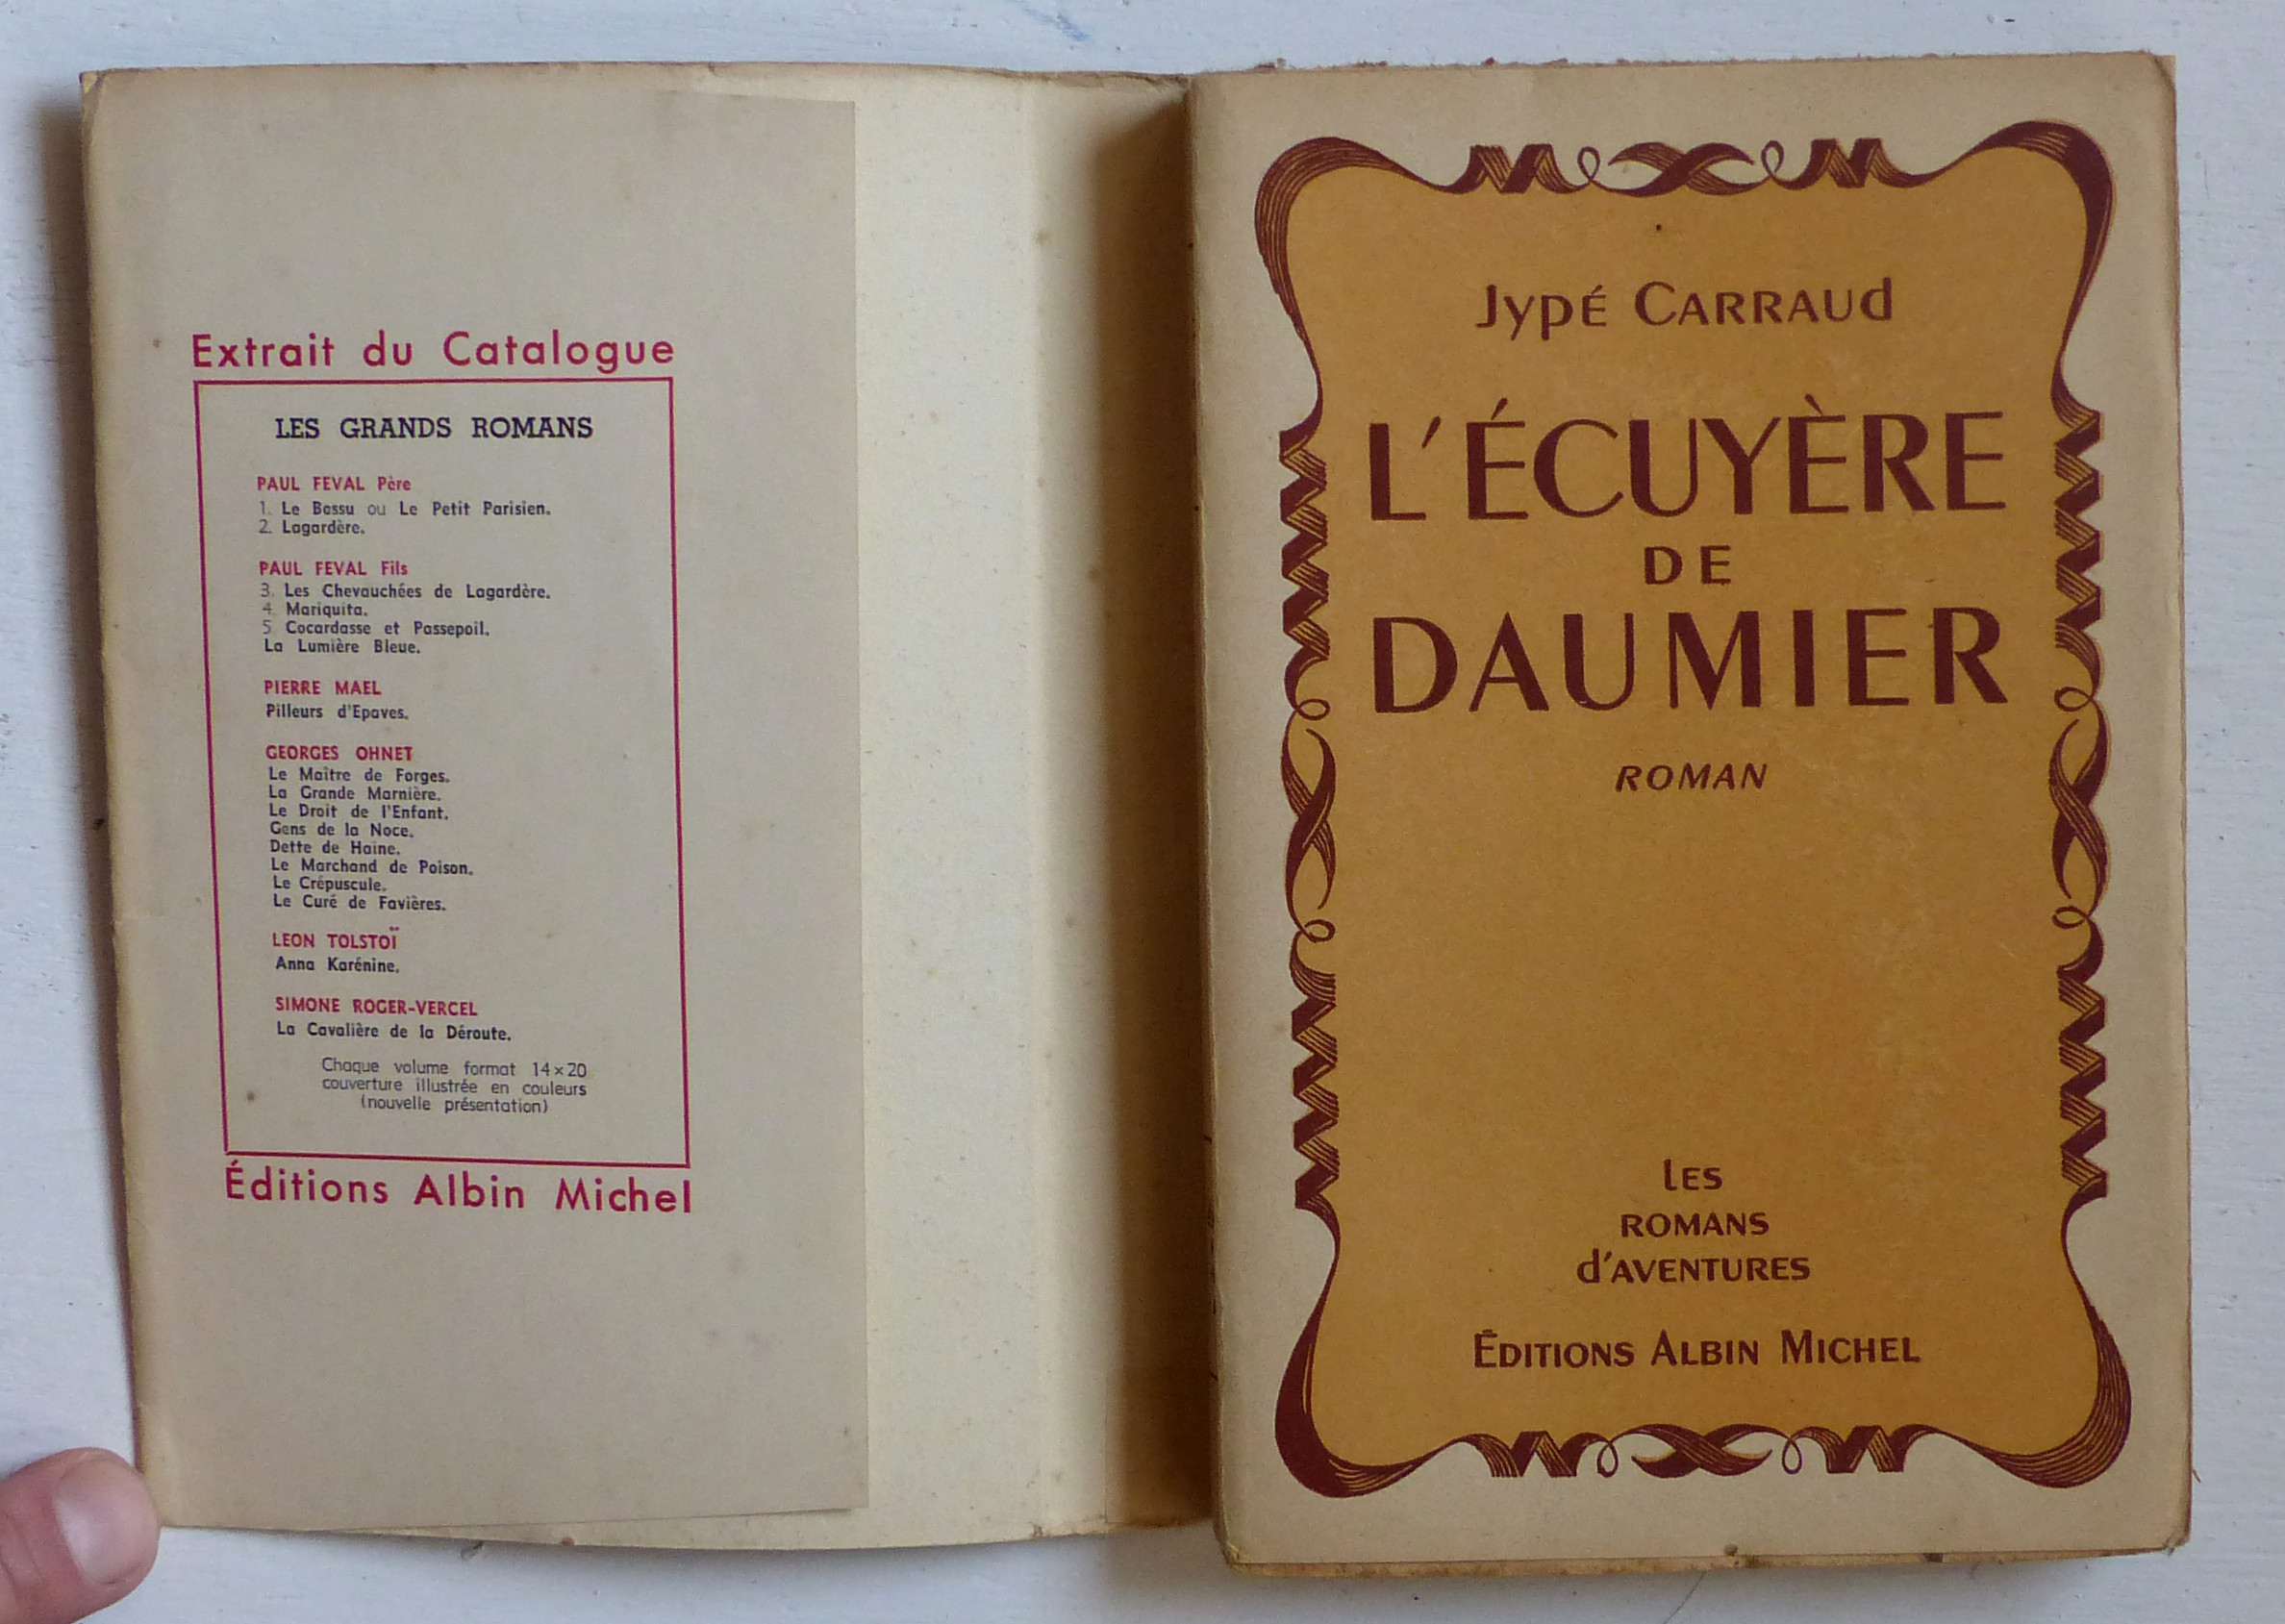 Extrait du Catalogue
LES GRANDS ROMANS
PAUL FEVAL Père
1. Le Bossu ou Le Petit Parisien.
2. Lagardère.
PAUL FEVAL Fils
3. Les Chevauchées de Lagardère.
4. Mariquita.
5 Cocardasse et Passepoil.
La Lumière Bleue.
PIERRE MAEL
Pilleurs d'Epaves.
GEORGES OHNET
Le Maître de Forges.
La Grande Marnière.
Le Droit de l'Enfant.
Gens de la Noce.
Dette de Haine.
Le Marchand de Poison.
Le Crépuscule.
Le Curé de Favières.
LEON TOLSTOÏ
Anna Karénine.
SIMONE ROGER-VERCEL
La Cavalière de la Déroute.
Chaque volume format 14×20
couverture illustrée en couleurs
(nouvelle présentation)
Éditions Albin Michel
Jypé CARRAUd
L'ÉCUYÈRE
DE
DAUMIER
ROMAN
LES
ROMANS
d'AVENTURES
ÉDITIONS ALBIN MICHEL